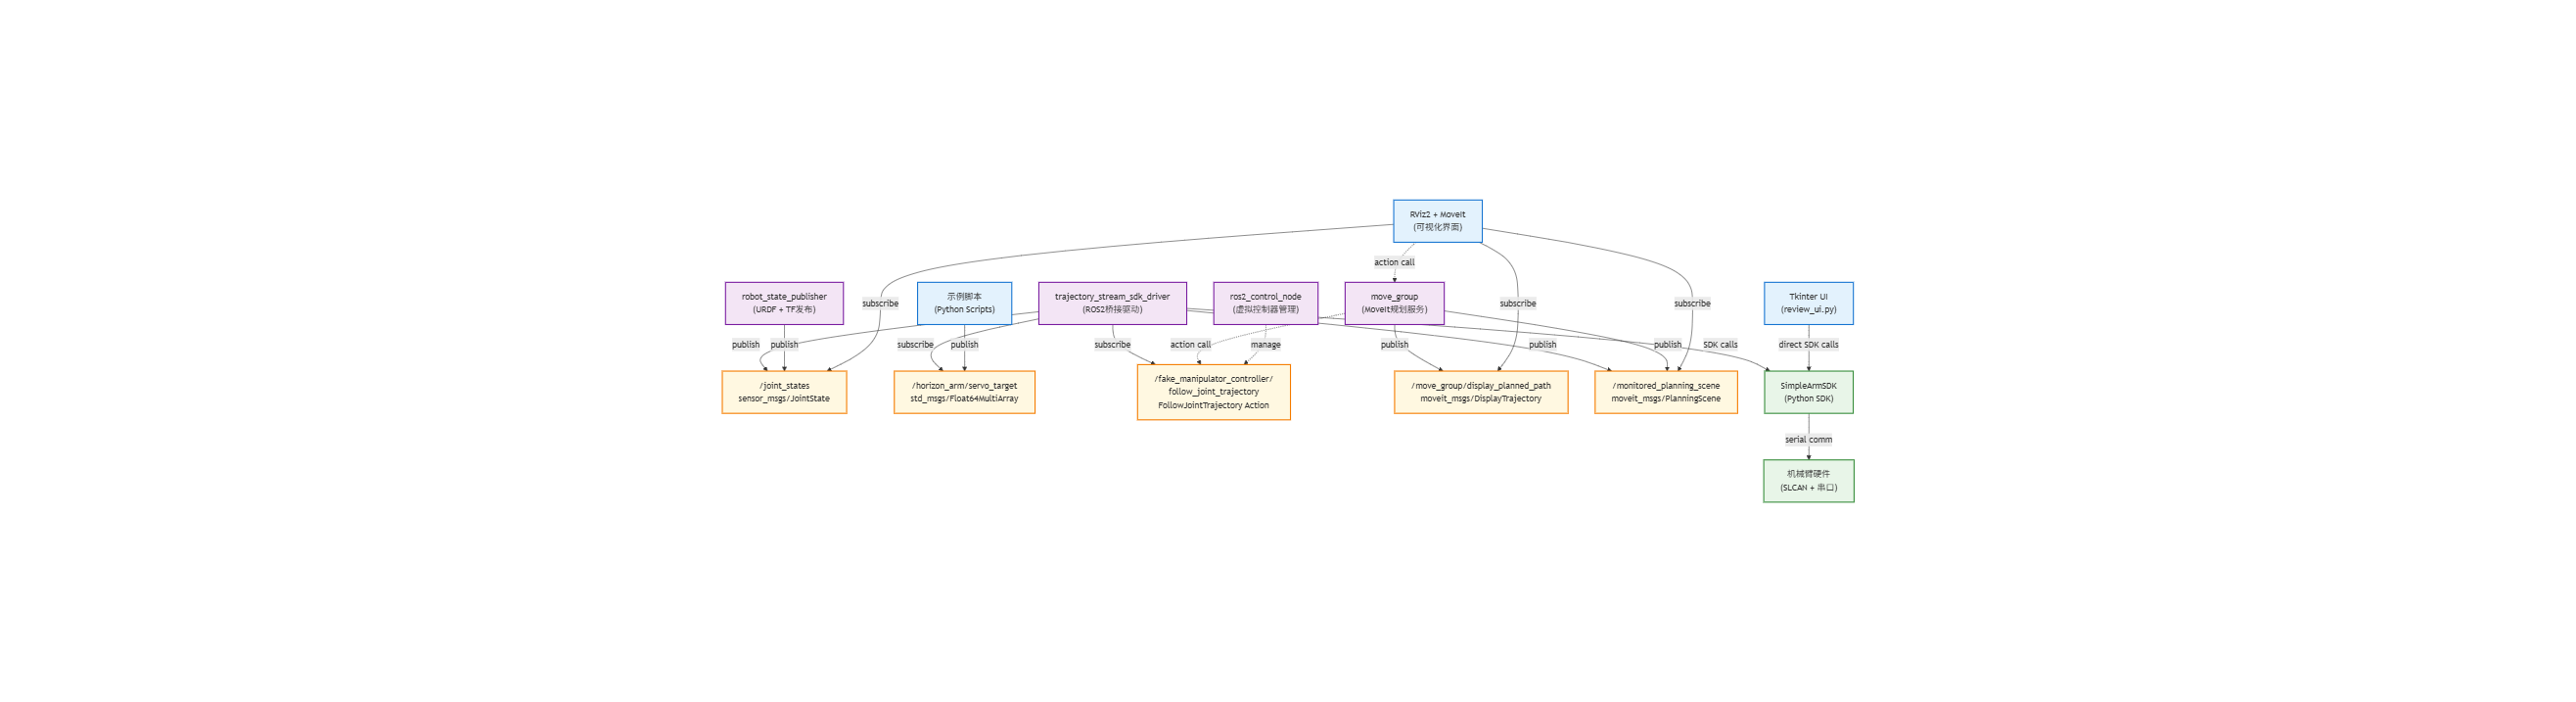 RViz2 + MoveIt
(可视化界面)
action call
robot_state_publisher
(URDF + TF发布)
subscribe
示例脚本
(Python Scripts)
trajectory_stream_sdk_driver
(ROS2桥接驱动)
ros2_control_node
(虚拟控制器管理)
move_group
(MoveIt规划服务)
subscribe
subscribe
Tkinter UI
(review_ui.py)
publish
publish
subscribe
publish
subscribe
action call
manage
publish
publish
publish
SDK calls
direct SDK calls
/joint_states
sensor_msgs/JointState
/horizon_arm/servo_target
std_msgs/Float64MultiArray
/fake_manipulator_controller/
follow_joint_trajectory
FollowJointTrajectory Action
/move_group/display_planned_path
moveit_msgs/DisplayTrajectory
/monitored_planning_scene
moveit_msgs/PlanningScene
SimpleArmSDK
(Python SDK)
serial comm
机械臂硬件
(SLCAN + 串口)